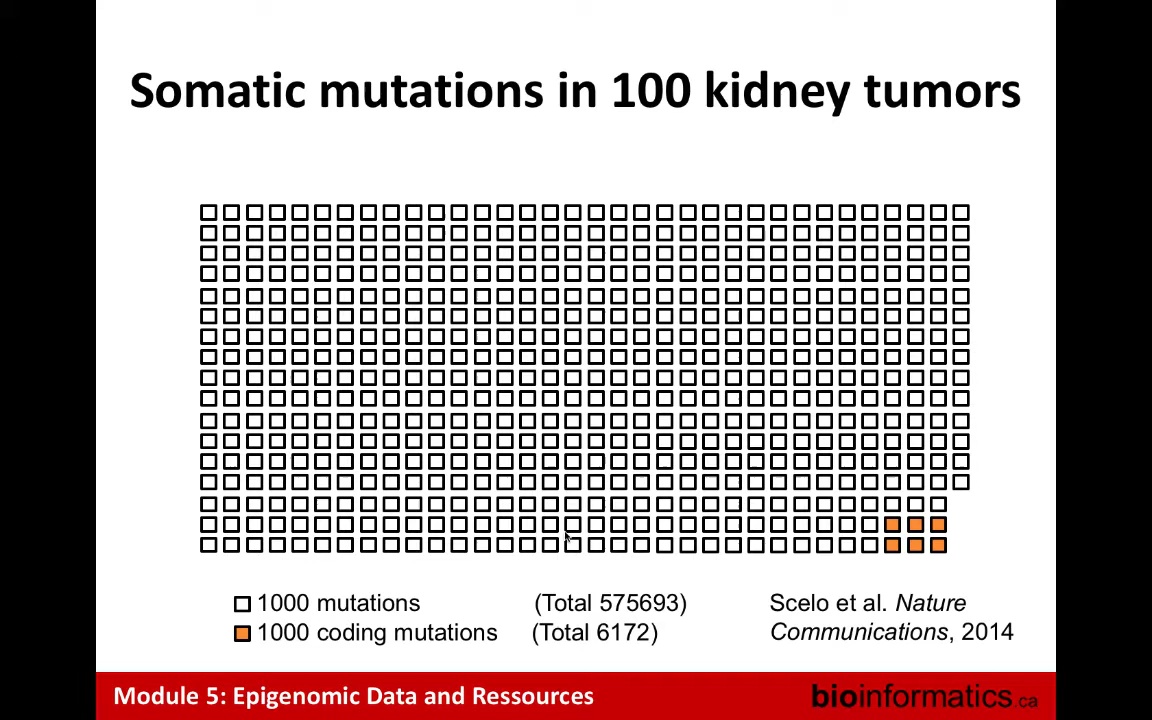 Somatic mutations in 100 kidney tumors
1000 mutations (Total 575693)
1000 coding mutations (Total 6172)
Scelo et al. Nature
Communications, 2014
Module 5: Epigenomic Data and Ressources
bioinformatics.ca